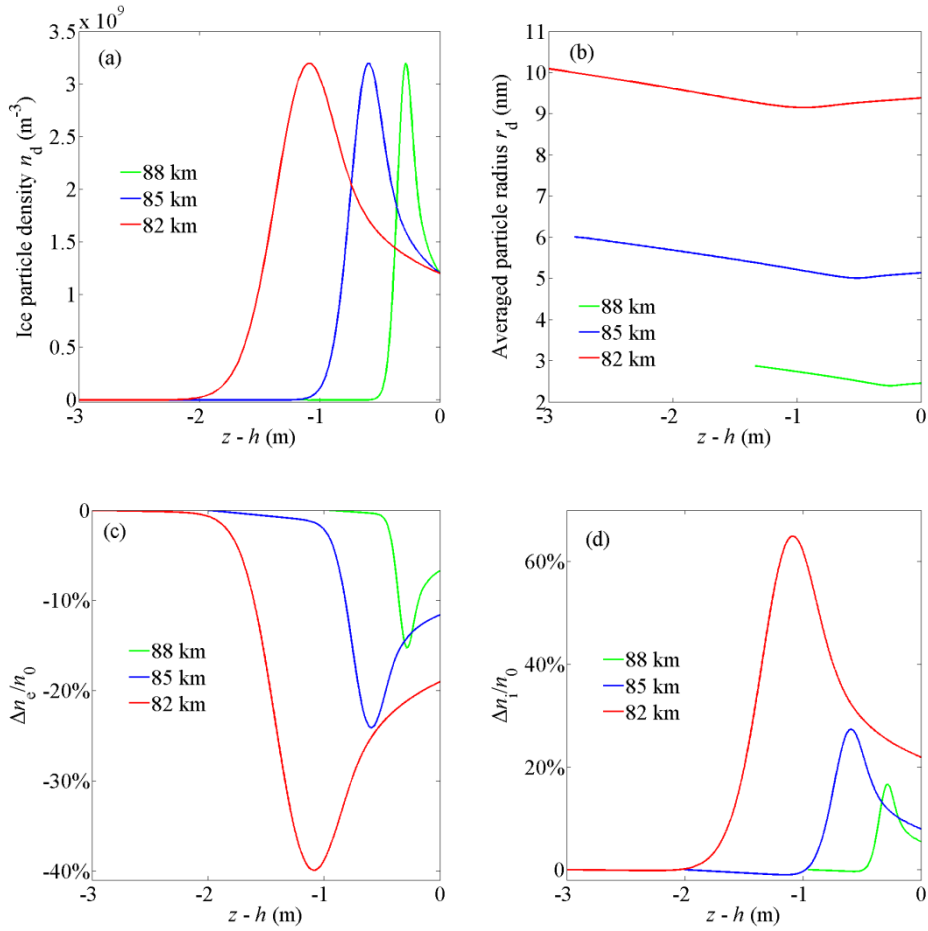 x 10⁹
3.5
3
2.5
2
1.5
1
0.5
0
Ice particle density n_d (m⁻³)
(a)
88 km
85 km
82 km
-3 -2 -1 0
z - h (m)
11
10
9
8
7
6
5
4
3
2
Averaged particle radius r_d (nm)
(b)
88 km
85 km
82 km
-3 -2 -1 0
z - h (m)
0
-10%
-20%
-30%
-40%
Δn_e/n_0
(c)
88 km
85 km
82 km
-3 -2 -1 0
z - h (m)
60%
40%
20%
0
Δn_i/n_0
(d)
88 km
85 km
82 km
-3 -2 -1 0
z - h (m)